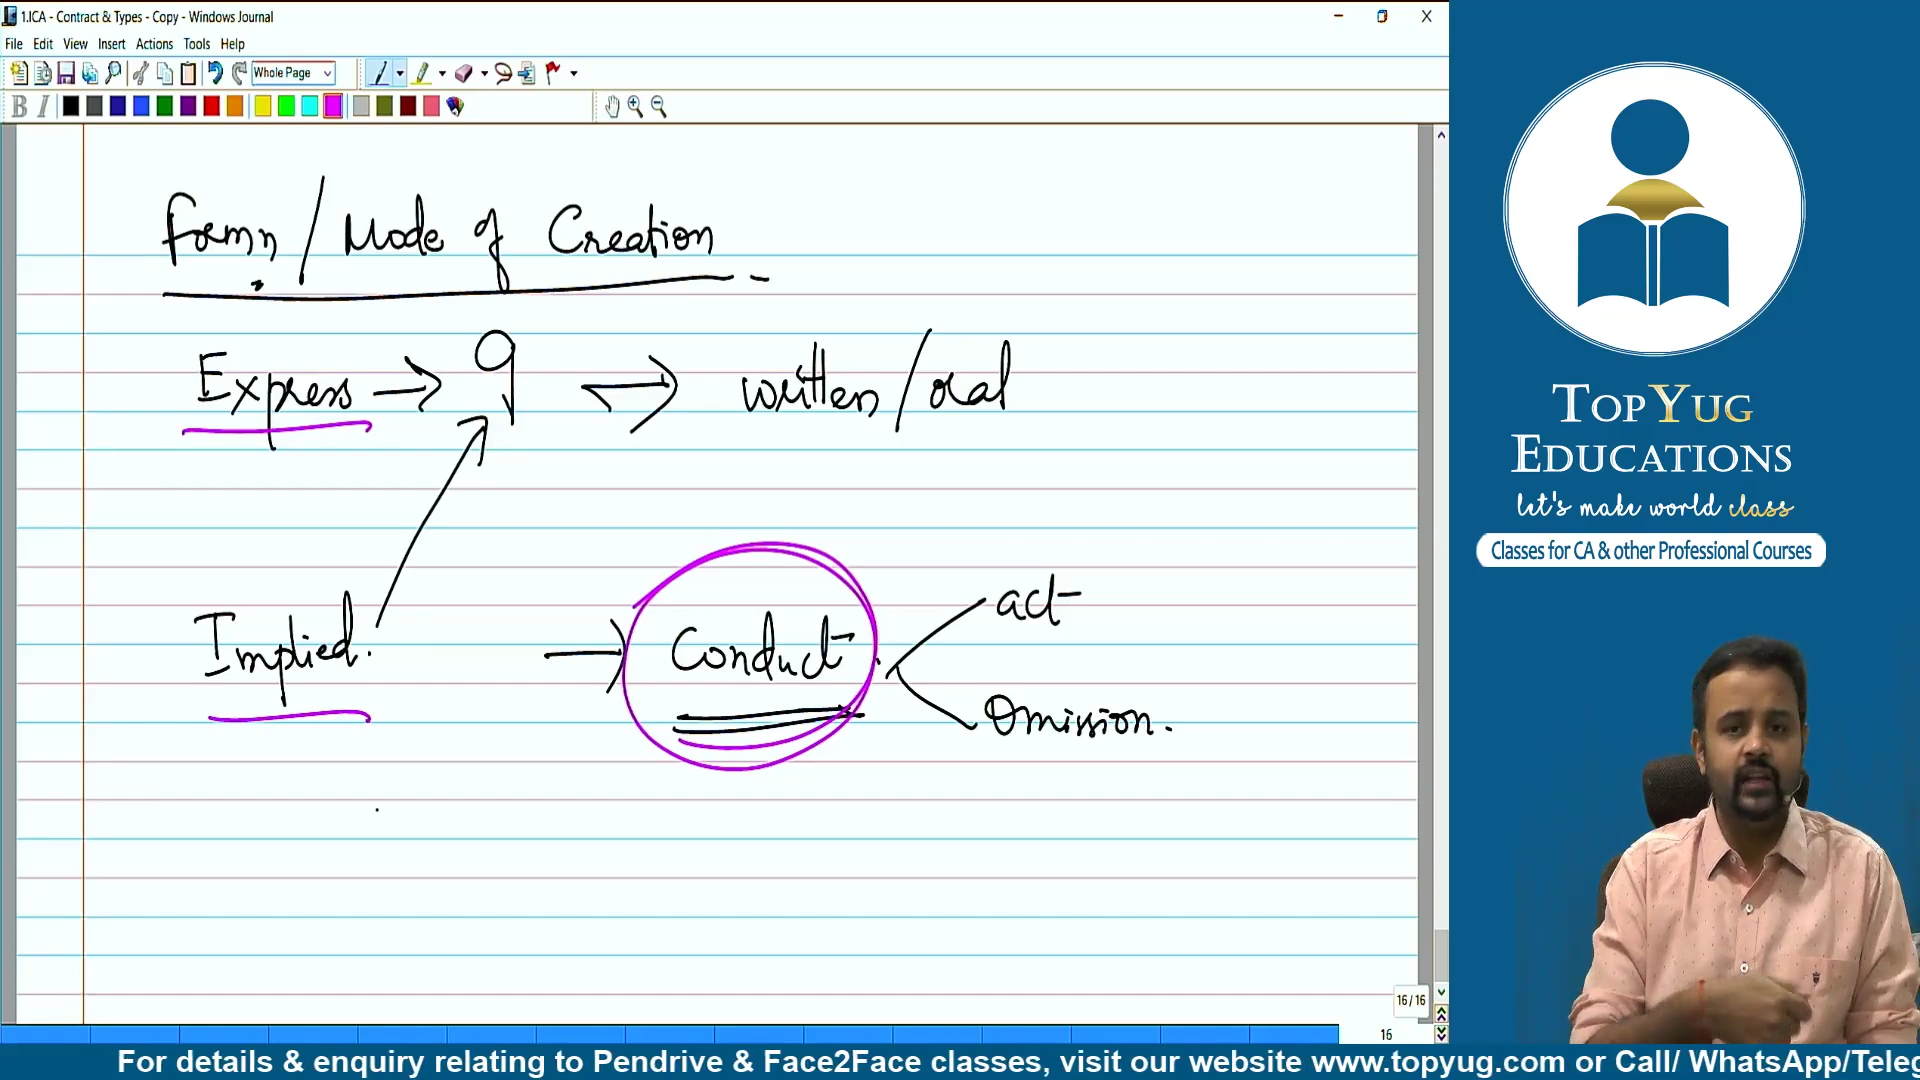 1.ICA - Contract & Types - Copy - Windows Journal
File Edit View Insert Actions Tools Help
Whole Page
B I
Formn / Mode of Creation
Express → 9 ⇒ written / oral
Implied. → Conduct
act
Omission.
16 / 16
16
TOPYUG
EDUCATIONS
let's make world class
Classes for CA & other Professional Courses
For details & enquiry relating to Pendrive & Face2Face classes, visit our website www.topyug.com or Call/ WhatsApp/Teleg